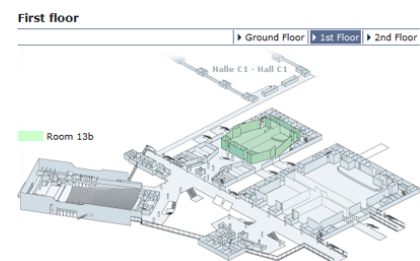 First floor
Ground Floor
1st Floor
2nd Floor
Halle C1 - Hall C1
Room 13b